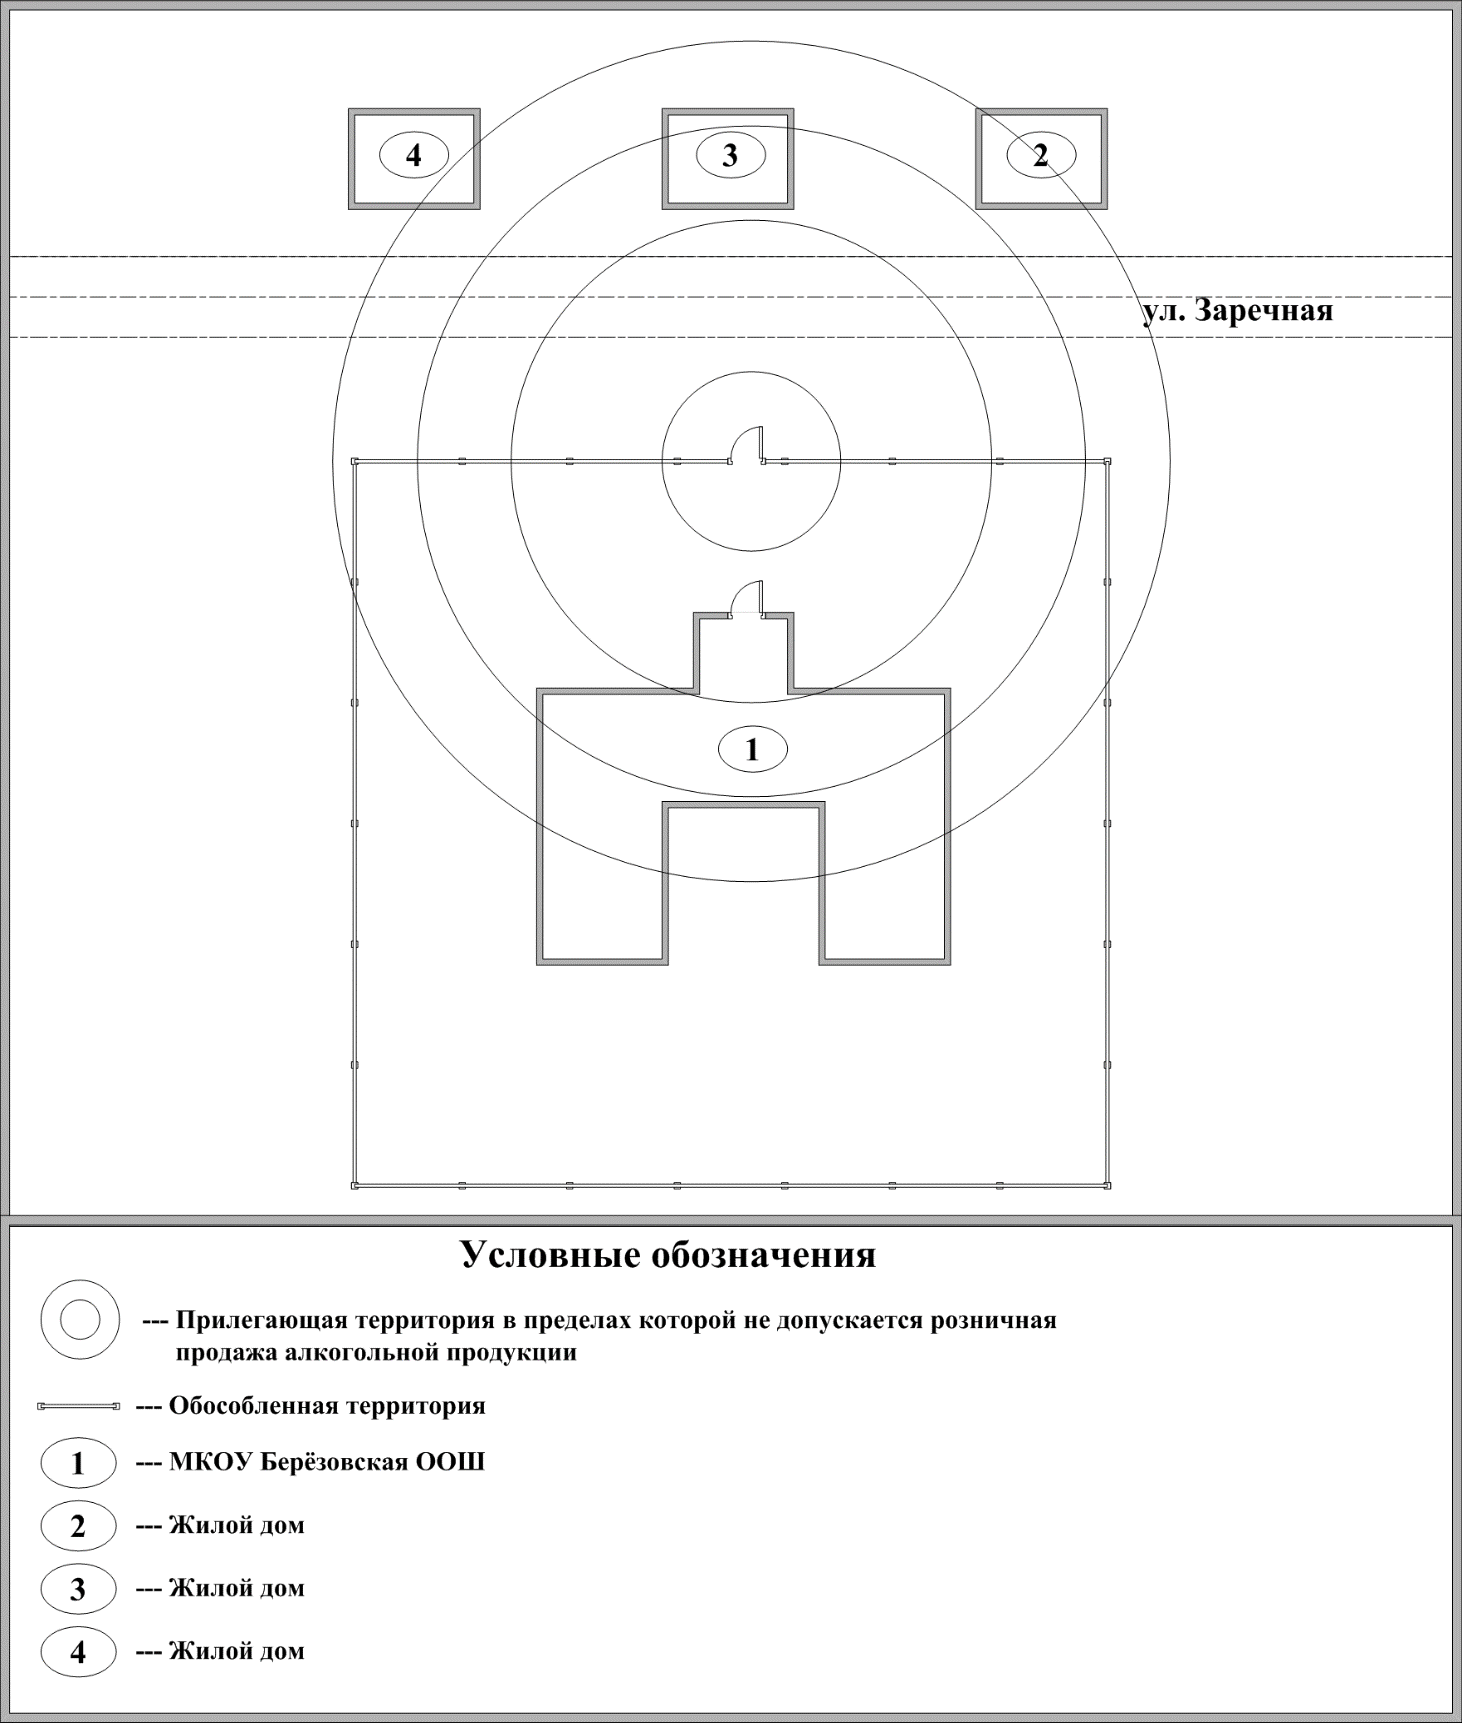 4
3
2
ул. Заречная
1
Условные обозначения
--- Прилегающая территория в пределах которой не допускается розничная
продажа алкогольной продукции
--- Обособленная территория
1 --- МКОУ Берёзовская ООШ
2 --- Жилой дом
3 --- Жилой дом
4 --- Жилой дом